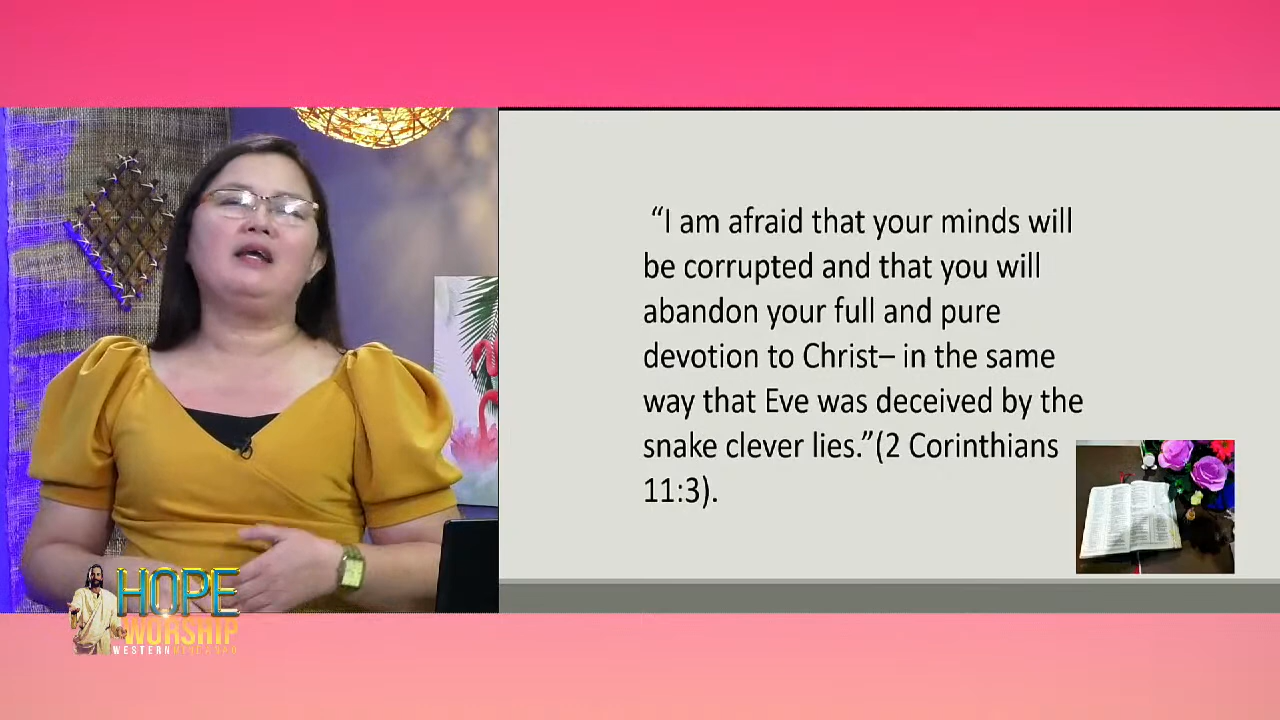 “I am afraid that your minds will
be corrupted and that you will
abandon your full and pure
devotion to Christ– in the same
way that Eve was deceived by the
snake clever lies.”(2 Corinthians
11:3).
HOPE
WORSHIP
WESTERN